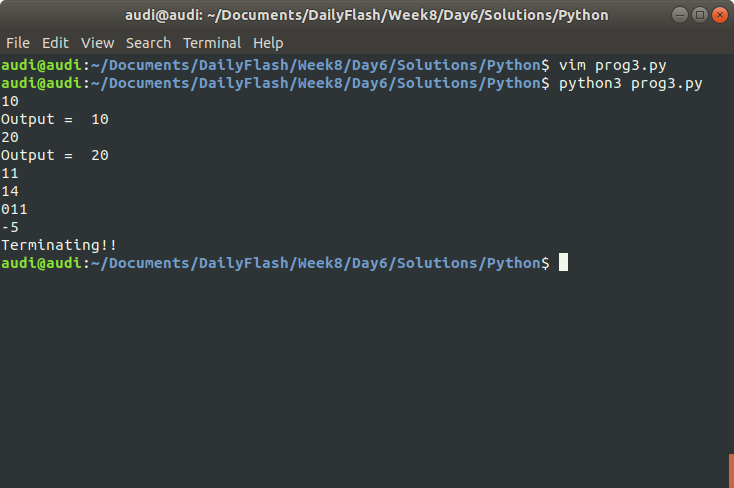 audi@audi: ~/Documents/DailyFlash/Week8/Day6/Solutions/Python
File Edit View Search Terminal Help
audi@audi:~/Documents/DailyFlash/Week8/Day6/Solutions/Python$ vim prog3.py
audi@audi:~/Documents/DailyFlash/Week8/Day6/Solutions/Python$ python3 prog3.py
10
Output =  10
20
Output =  20
11
14
011
-5
Terminating!!
audi@audi:~/Documents/DailyFlash/Week8/Day6/Solutions/Python$